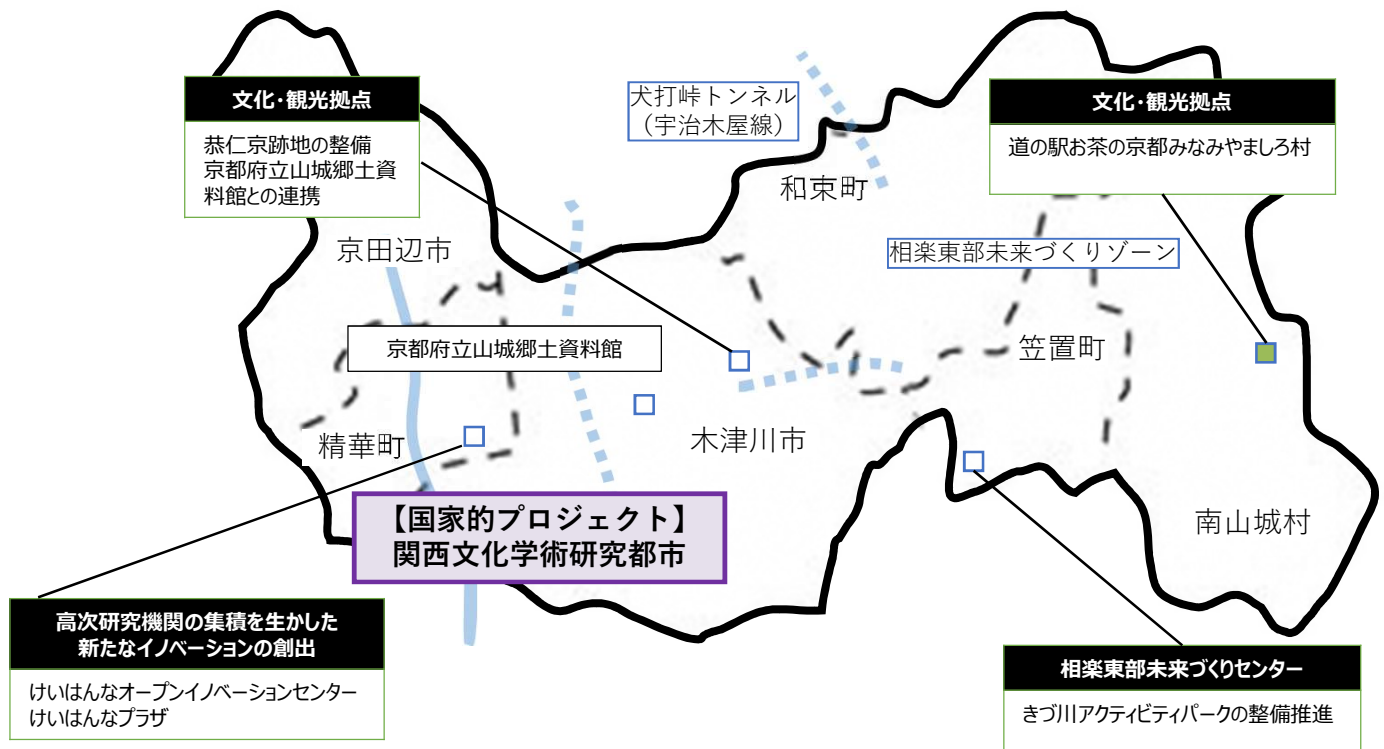 文化・観光拠点
恭仁京跡地の整備
京都府立山城郷土資
料館との連携
犬打峠トンネル
（宇治木屋線）
文化・観光拠点
道の駅お茶の京都みなみやましろ村
和束町
京田辺市
相楽東部未来づくりゾーン
京都府立山城郷土資料館
笠置町
精華町
木津川市
【国家的プロジェクト】
関西文化学術研究都市
南山城村
高次研究機関の集積を生かした
新たなイノベーションの創出
けいはんなオープンイノベーションセンター
けいはんなプラザ
相楽東部未来づくりセンター
きづ川アクティビティパークの整備推進